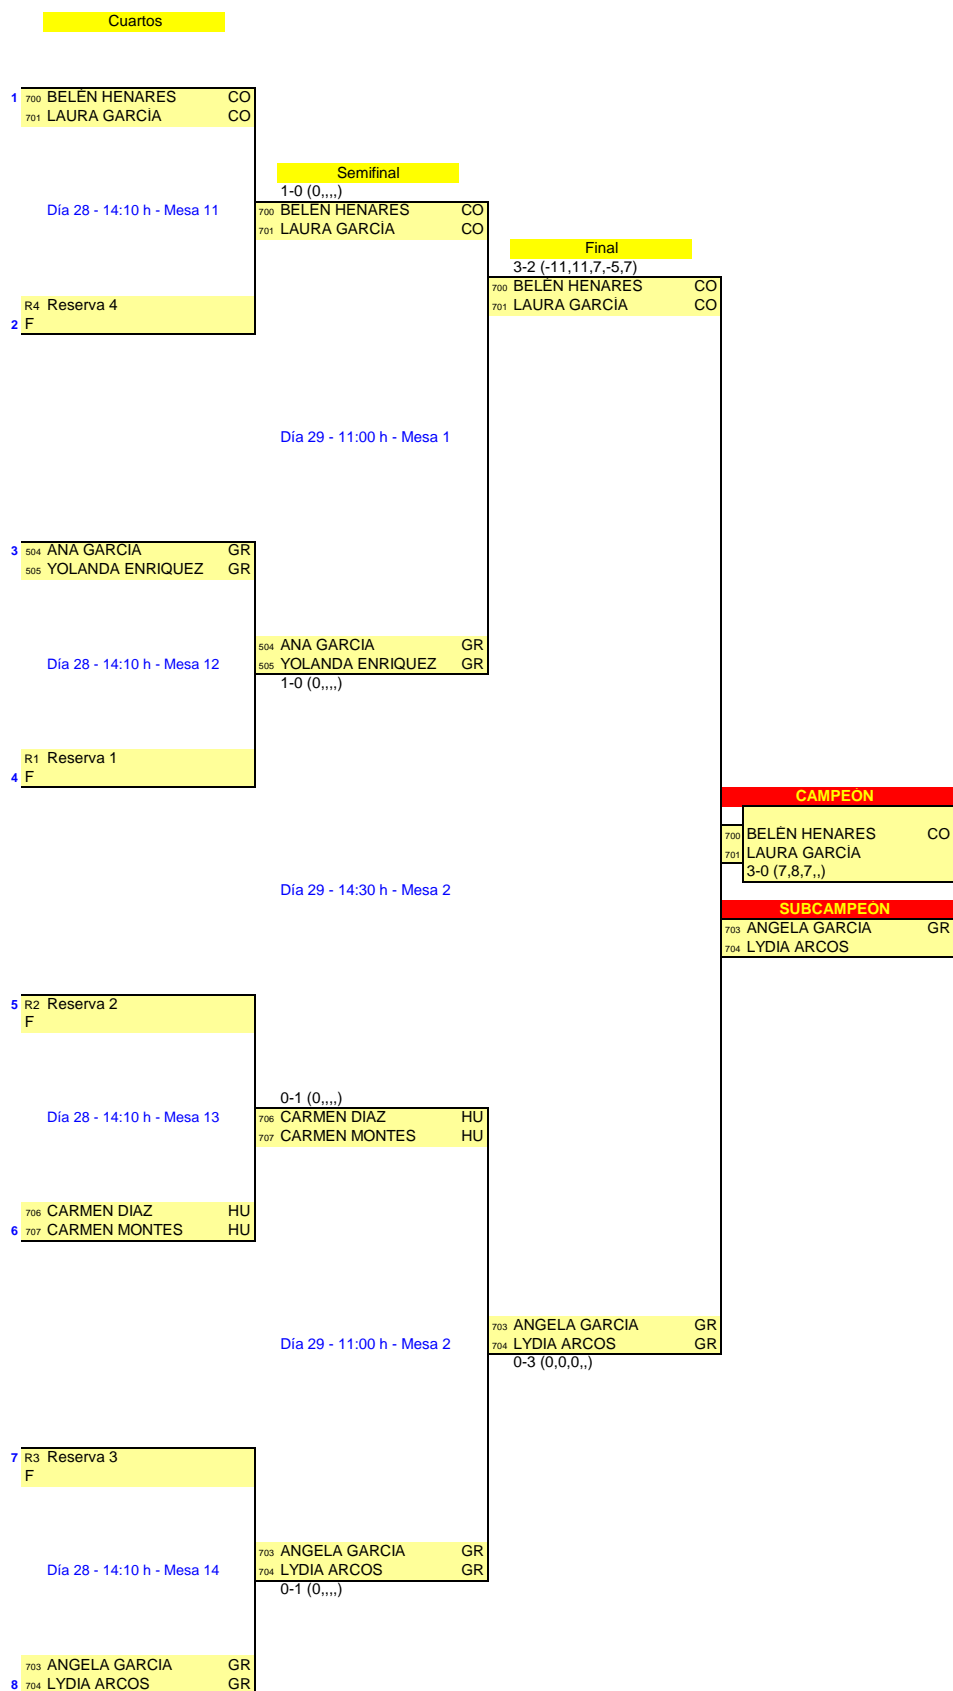 Cuartos
1 700 BELÉN HENARES CO
701 LAURA GARCÍA CO
Día 28 - 14:10 h - Mesa 11
R4 Reserva 4
2 F
Semifinal
1-0 (0,,,,)
700 BELÉN HENARES CO
701 LAURA GARCÍA CO
Final
3-2 (-11,11,7,-5,7)
700 BELÉN HENARES CO
701 LAURA GARCÍA CO
Día 29 - 11:00 h - Mesa 1
3 504 ANA GARCIA GR
505 YOLANDA ENRIQUEZ GR
Día 28 - 14:10 h - Mesa 12
504 ANA GARCIA GR
505 YOLANDA ENRIQUEZ GR
1-0 (0,,,,)
R1 Reserva 1
4 F
CAMPEÓN
700 BELÉN HENARES CO
701 LAURA GARCÍA
3-0 (7,8,7,,)
Día 29 - 14:30 h - Mesa 2
SUBCAMPEÓN
703 ANGELA GARCIA GR
704 LYDIA ARCOS
5 R2 Reserva 2
F
Día 28 - 14:10 h - Mesa 13
0-1 (0,,,,)
706 CARMEN DIAZ HU
707 CARMEN MONTES HU
706 CARMEN DIAZ HU
6 707 CARMEN MONTES HU
Día 29 - 11:00 h - Mesa 2
703 ANGELA GARCIA GR
704 LYDIA ARCOS GR
0-3 (0,0,0,,)
7 R3 Reserva 3
F
Día 28 - 14:10 h - Mesa 14
703 ANGELA GARCIA GR
704 LYDIA ARCOS GR
0-1 (0,,,,)
703 ANGELA GARCIA GR
8 704 LYDIA ARCOS GR